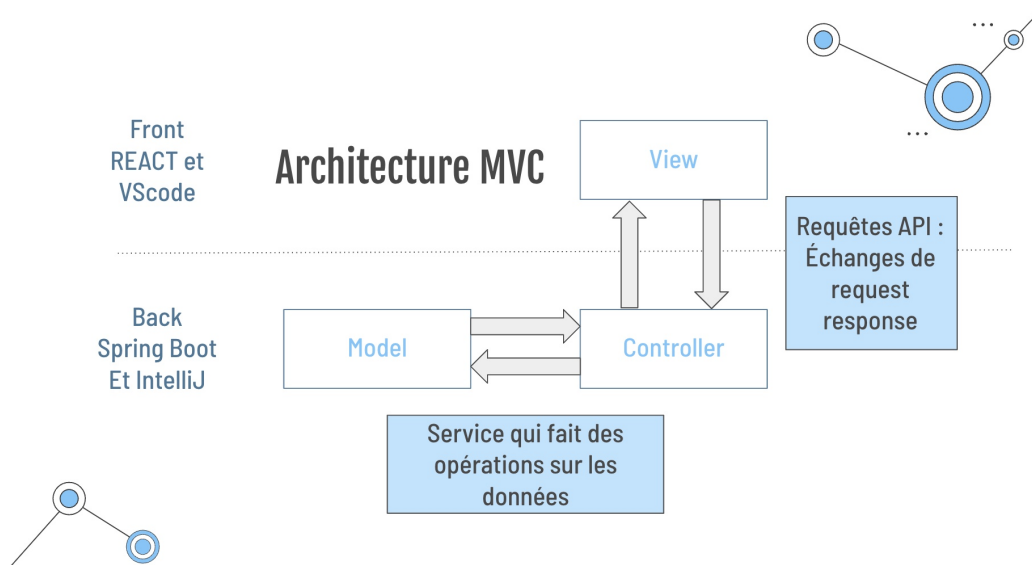 Front
REACT et
VScode
Architecture MVC
View
Requêtes API :
Échanges de
request
response
Back
Spring Boot
Et IntelliJ
Model
Controller
Service qui fait des
opérations sur les
données